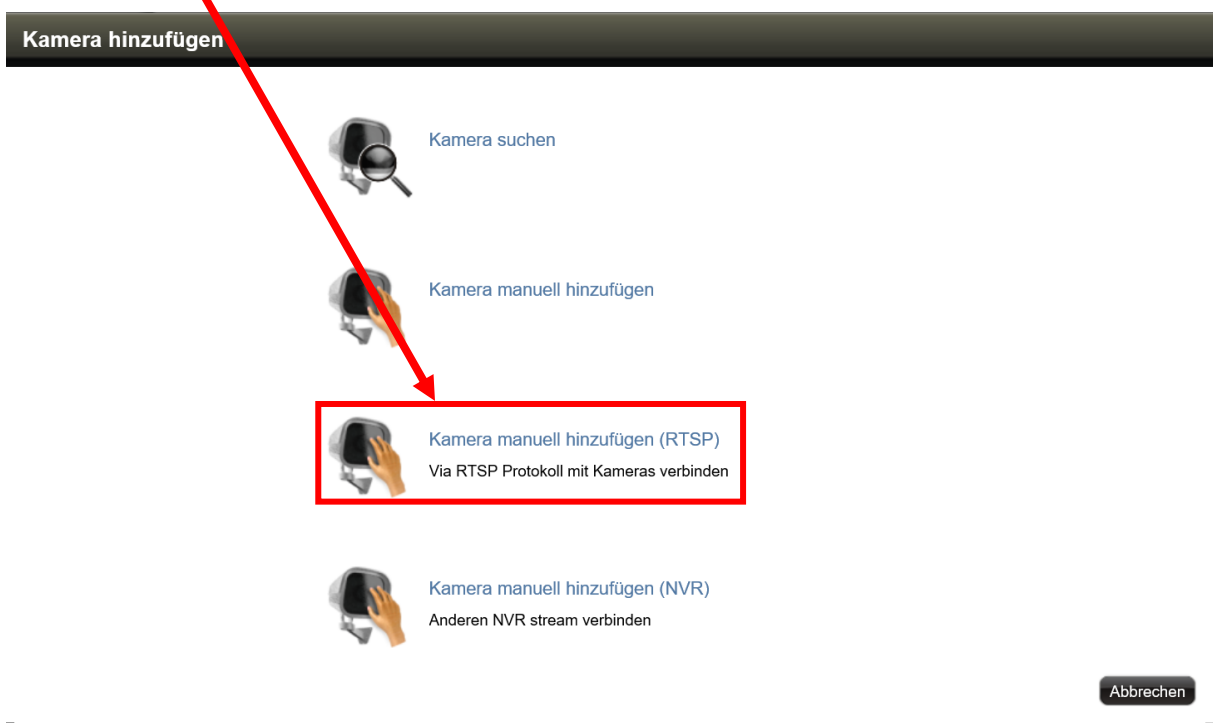 Kamera hinzufügen
Kamera suchen
Kamera manuell hinzufügen
Kamera manuell hinzufügen (RTSP)
Via RTSP Protokoll mit Kameras verbinden
Kamera manuell hinzufügen (NVR)
Anderen NVR stream verbinden
Abbrechen